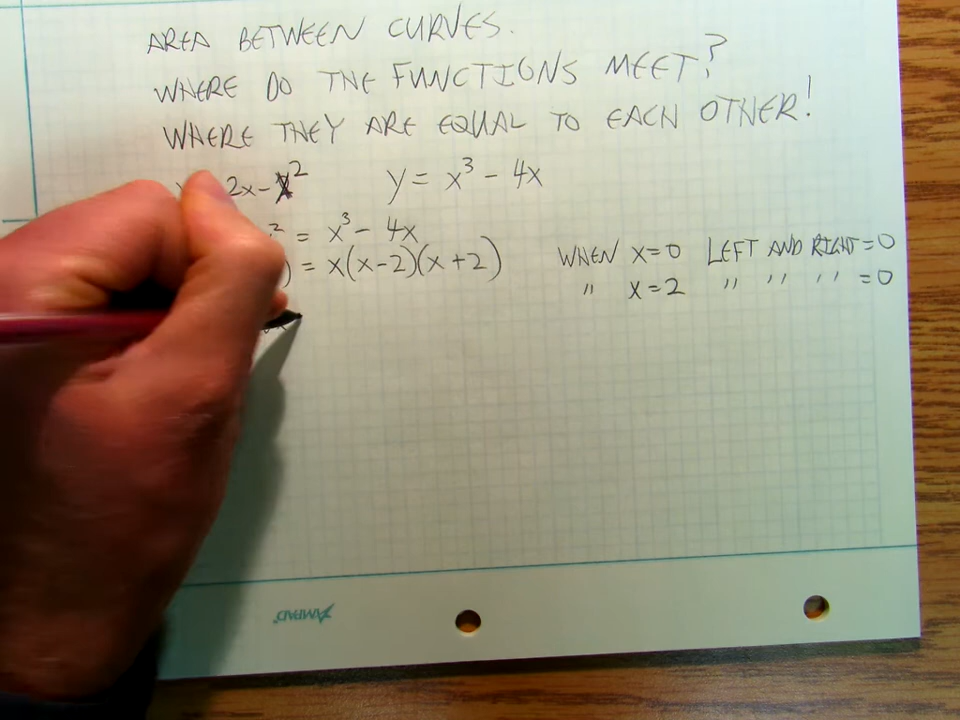 AREA BETWEEN CURVES.
WHERE DO THE FUNCTIONS MEET?
WHERE THEY ARE EQUAL TO EACH OTHER!
2x - x² y = x³ - 4x
² = x³ - 4x
) = x(x-2)(x+2) WHEN x=0 LEFT AND RIGHT=0
" x=2 " " " =0
AMPAD